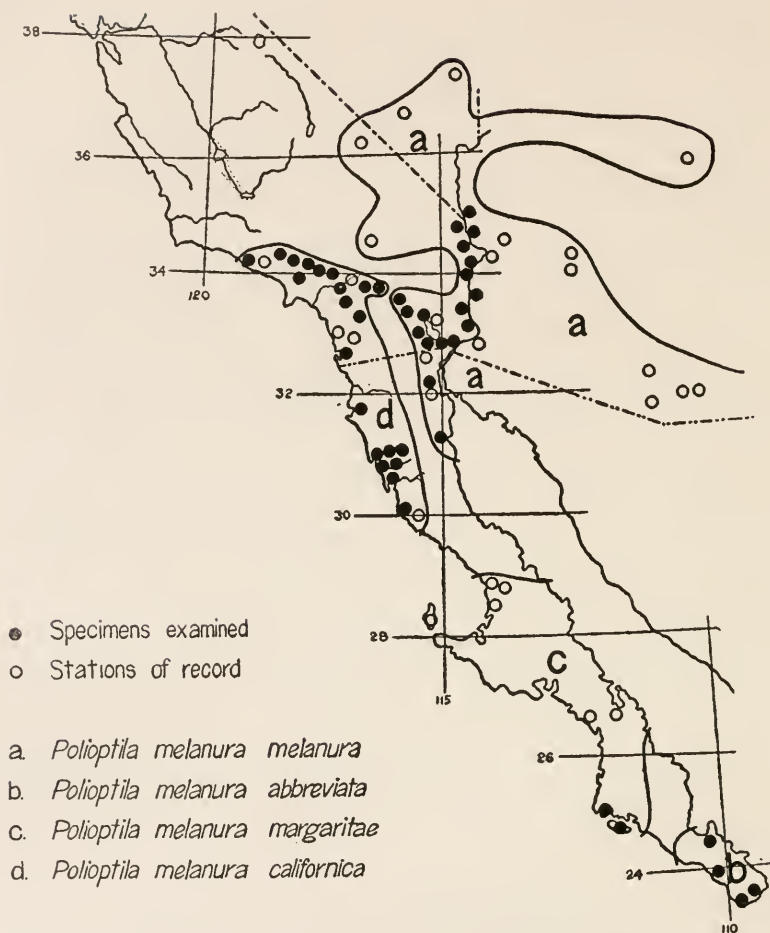 38
36
a
34
120
a
a
32
d
30
● Specimens examined
○ Stations of record
28
c
115
a. Polioptila melanura melanura
26
b. Polioptila melanura abbreviata
c. Polioptila melanura margaritae
d. Polioptila melanura californica
24
b
110